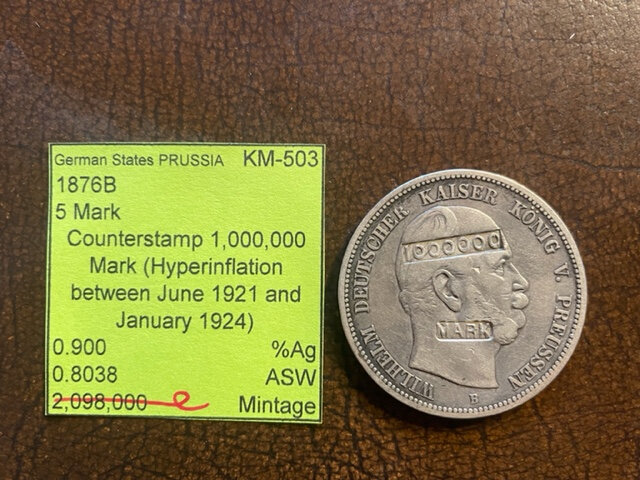 German States PRUSSIA KM-503
1876B
5 Mark
Counterstamp 1,000,000
Mark (Hyperinflation
between June 1921 and
January 1924)
0.900 %Ag
0.8038 ASW
2,098,000 Mintage
WILHELM DEUTSCHER KAISER KÖNIG V. PREUSSEN
1000000
MARK
B